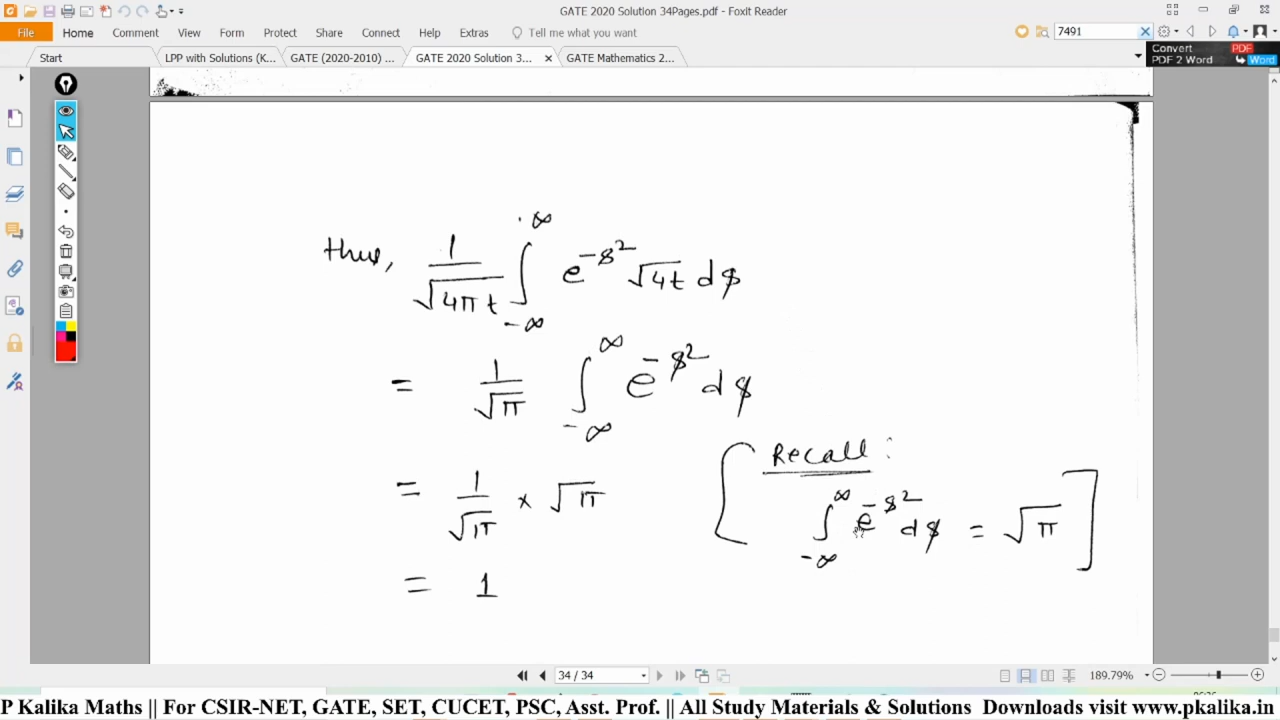 GATE 2020 Solution 34Pages.pdf - Foxit Reader
File Home Comment View Form Protect Share Connect Help Extras Tell me what you want 7491
Start LPP with Solutions (K... GATE (2020-2010) ... GATE 2020 Solution 3... GATE Mathematics 2...
Convert PDF
PDF 2 Word Word
thus, 1/√(4πt) ∫_{-∞}^{∞} e^{-s²} √(4t) ds
= 1/√π ∫_{-∞}^{∞} e^{-s²} ds
= 1/√π × √π
[Recall:
∫_{-∞}^{∞} e^{-s²} ds = √π]
= 1
34 / 34 189.79%
P Kalika Maths || For CSIR-NET, GATE, SET, CUCET, PSC, Asst. Prof. || All Study Materials & Solutions Downloads visit www.pkalika.in